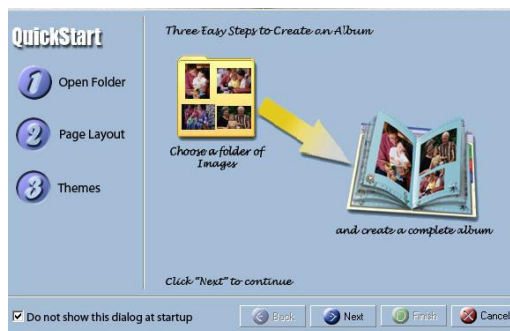 QuickStart
Three Easy Steps to Create an Album
1 Open Folder
2 Page Layout
3 Themes
Choose a folder of
Images
and create a complete album
Click "Next" to continue
Do not show this dialog at startup
Back
Next
Finish
Cancel